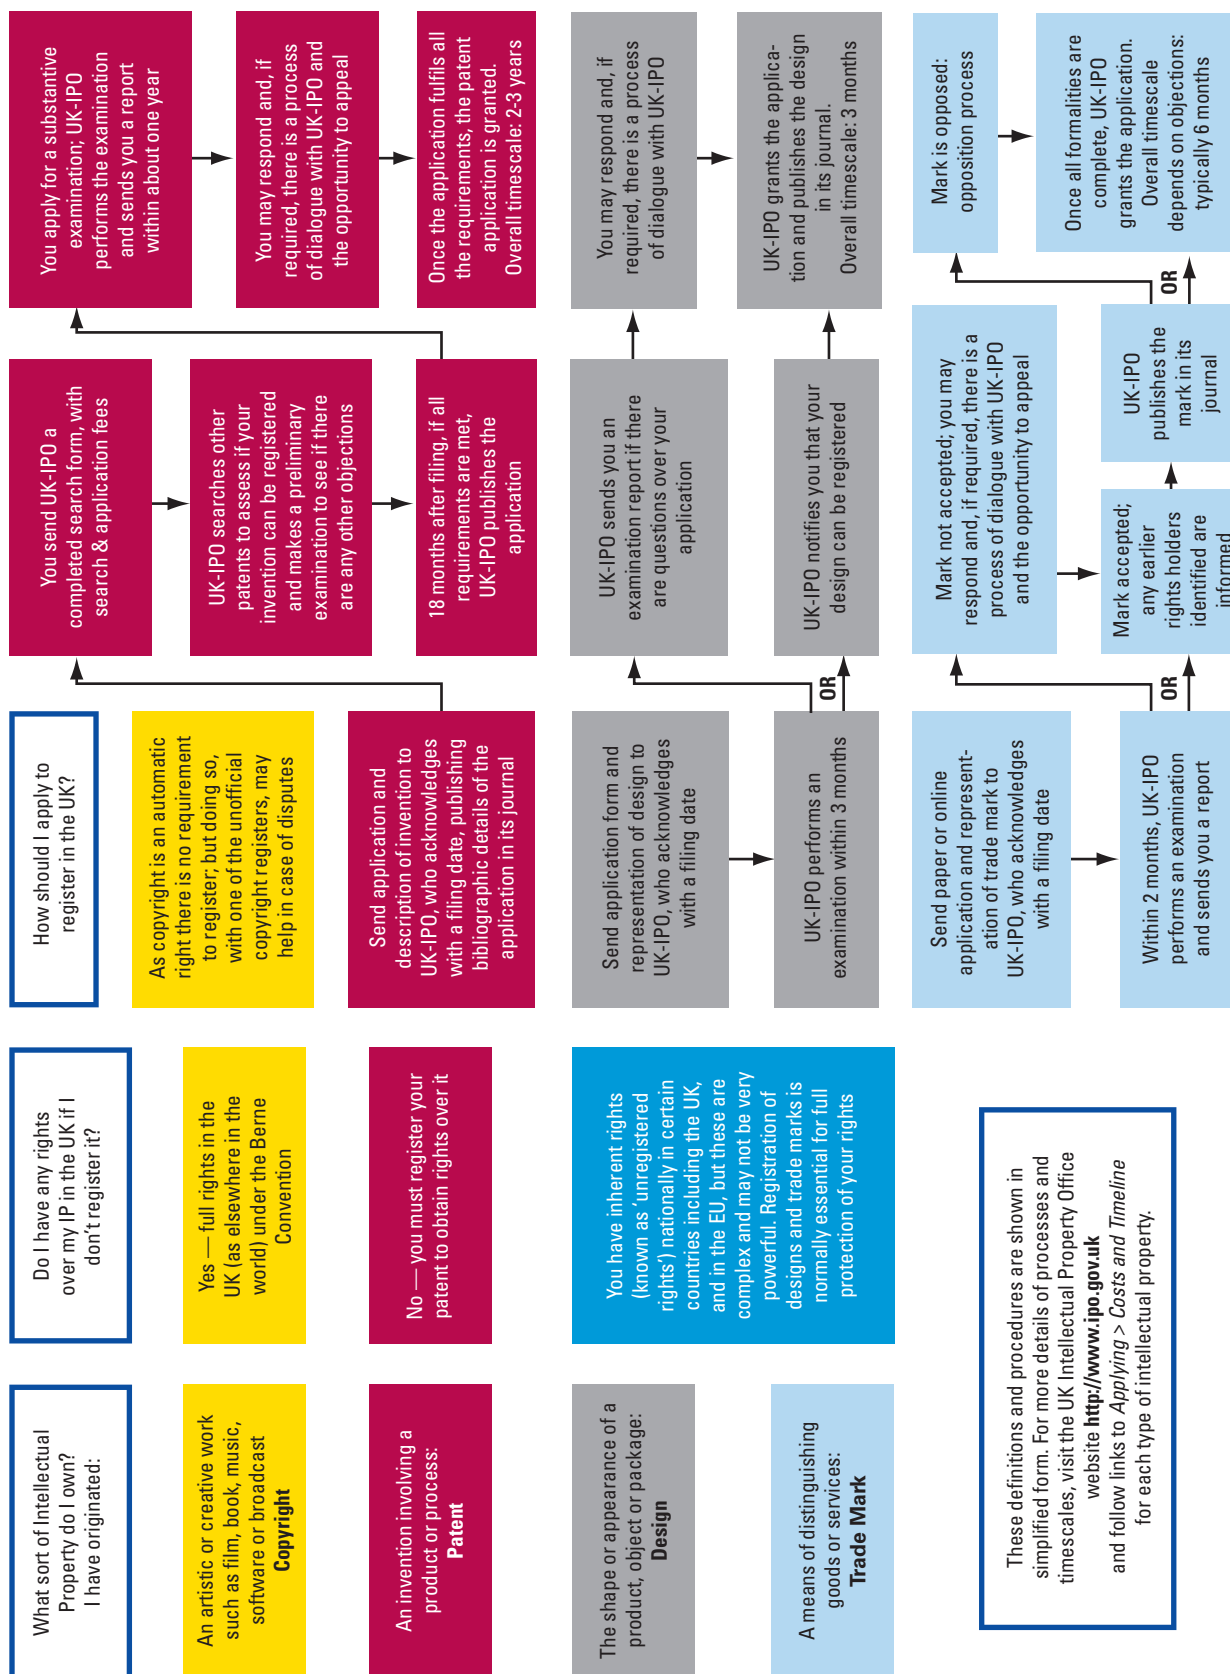 What sort of Intellectual
Property do I own?
I have originated:
Do I have any rights
over my IP in the UK if I
don't register it?
How should I apply to
register in the UK?
An artistic or creative work
such as film, book, music,
software or broadcast
Copyright
Yes — full rights in the
UK (as elsewhere in the
world) under the Berne
Convention
As copyright is an automatic
right there is no requirement
to register; but doing so,
with one of the unofficial
copyright registers, may
help in case of disputes
An invention involving a
product or process:
Patent
No — you must register your
patent to obtain rights over it
Send application and
description of invention to
UK-IPO, who acknowledges
with a filing date, publishing
bibliographic details of the
application in its journal
You send UK-IPO a
completed search form, with
search & application fees
UK-IPO searches other
patents to assess if your
invention can be registered
and makes a preliminary
examination to see if there
are any other objections
18 months after filing, if all
requirements are met,
UK-IPO publishes the
application
You apply for a substantive
examination; UK-IPO
performs the examination
and sends you a report
within about one year
You may respond and, if
required, there is a process
of dialogue with UK-IPO and
the opportunity to appeal
Once the application fulfils all
the requirements, the patent
application is granted.
Overall timescale: 2-3 years
The shape or appearance of a
product, object or package:
Design
You have inherent rights
(known as 'unregistered
rights') nationally in certain
countries including the UK,
and in the EU, but these are
complex and may not be very
powerful. Registration of
designs and trade marks is
normally essential for full
protection of your rights
Send application form and
representation of design to
UK-IPO, who acknowledges
with a filing date
UK-IPO performs an
examination within 3 months
OR
UK-IPO sends you an
examination report if there
are questions over your
application
UK-IPO notifies you that your
design can be registered
You may respond and, if
required, there is a process
of dialogue with UK-IPO
UK-IPO grants the applica-
tion and publishes the design
in its journal.
Overall timescale: 3 months
A means of distinguishing
goods or services:
Trade Mark
Send paper or online
application and represent-
ation of trade mark to
UK-IPO, who acknowledges
with a filing date
Within 2 months, UK-IPO
performs an examination
and sends you a report
OR
Mark not accepted; you may
respond and, if required, there is a
process of dialogue with UK-IPO
and the opportunity to appeal
Mark accepted;
any earlier
rights holders
identified are
informed
UK-IPO
publishes the
mark in its
journal
OR
Mark is opposed:
opposition process
Once all formalities are
complete, UK-IPO
grants the application.
Overall timescale
depends on objections:
typically 6 months
These definitions and procedures are shown in
simplified form. For more details of processes and
timescales, visit the UK Intellectual Property Office
website http://www.ipo.gov.uk
and follow links to Applying > Costs and Timeline
for each type of intellectual property.